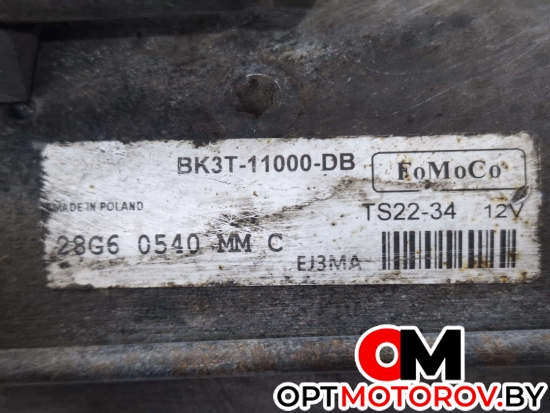 BK3T-11000-DB
FoMoCo
MADE IN POLAND
TS22-34 12V
28G6 0540 MM C
EJ3MA
OM
OPTMOTOROV.BY